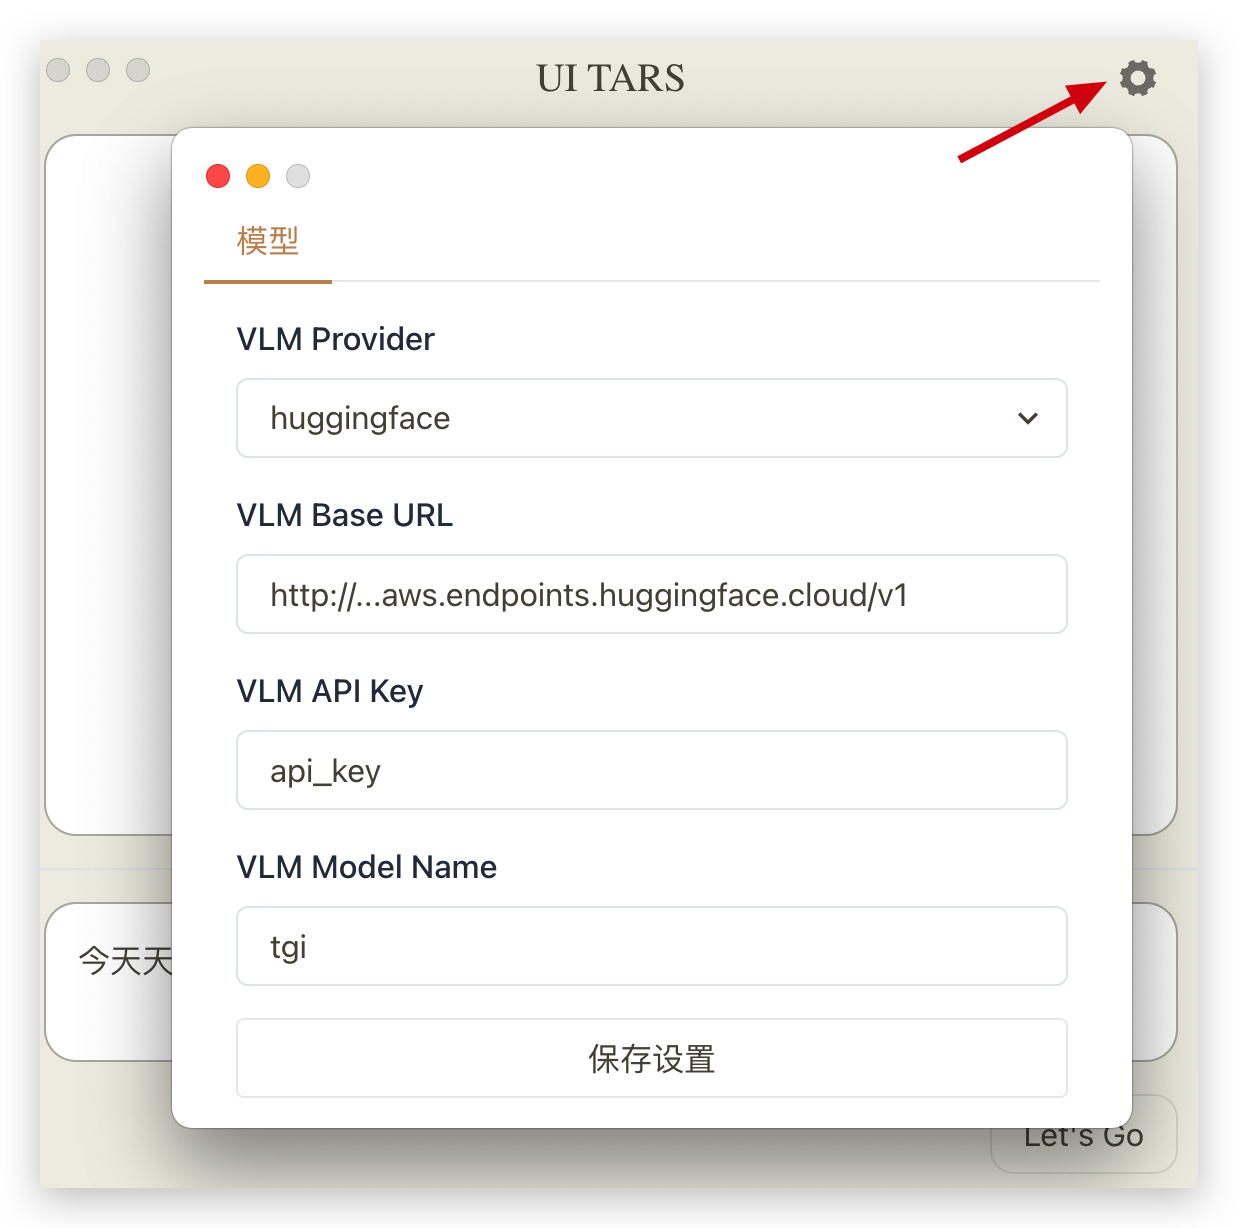 UI TARS
模型
VLM Provider
huggingface
VLM Base URL
http://...aws.endpoints.huggingface.cloud/v1
VLM API Key
api_key
VLM Model Name
tgi
今天天
保存设置
Let's Go